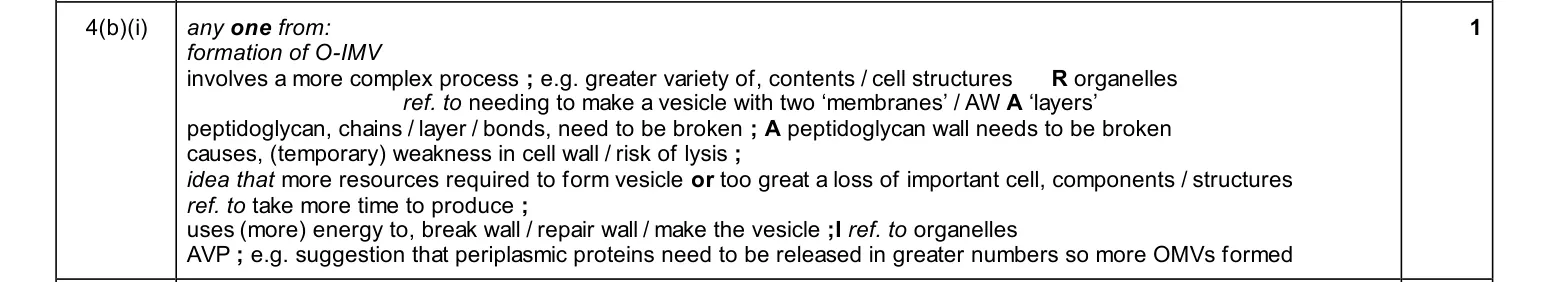 4(b)(i) any one from: 1
formation of O-IMV
involves a more complex process ; e.g. greater variety of, contents / cell structures R organelles
ref. to needing to make a vesicle with two ‘membranes’ / AW A ‘layers’
peptidoglycan, chains / layer / bonds, need to be broken ; A peptidoglycan wall needs to be broken
causes, (temporary) weakness in cell wall / risk of lysis ;
idea that more resources required to form vesicle or too great a loss of important cell, components / structures
ref. to take more time to produce ;
uses (more) energy to, break wall / repair wall / make the vesicle ;I ref. to organelles
AVP ; e.g. suggestion that periplasmic proteins need to be released in greater numbers so more OMVs formed